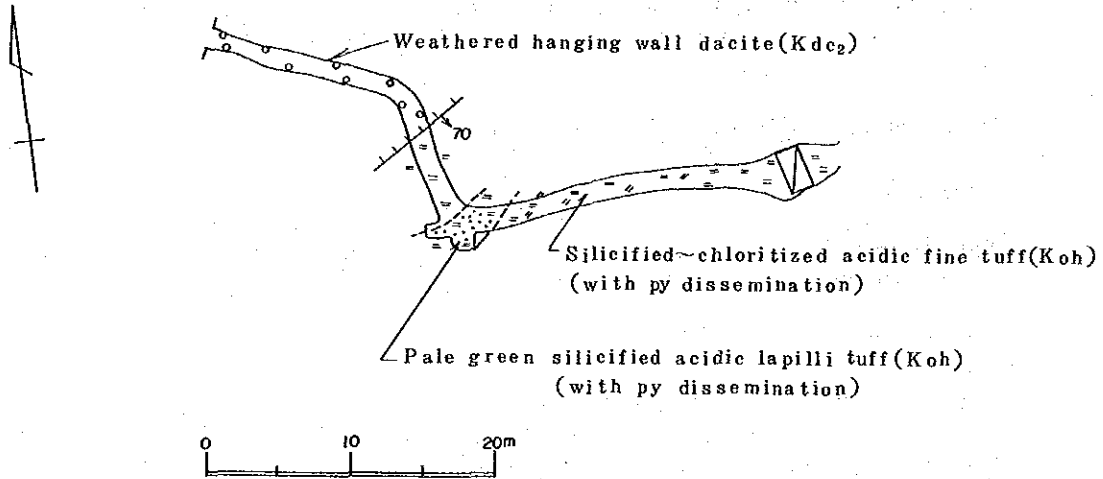 Weathered hanging wall dacite(Kdc₂)
70
Silicified~chloritized acidic fine tuff(Koh)
(with py dissemination)
Pale green silicified acidic lapilli tuff(Koh)
(with py dissemination)
0 10 20m